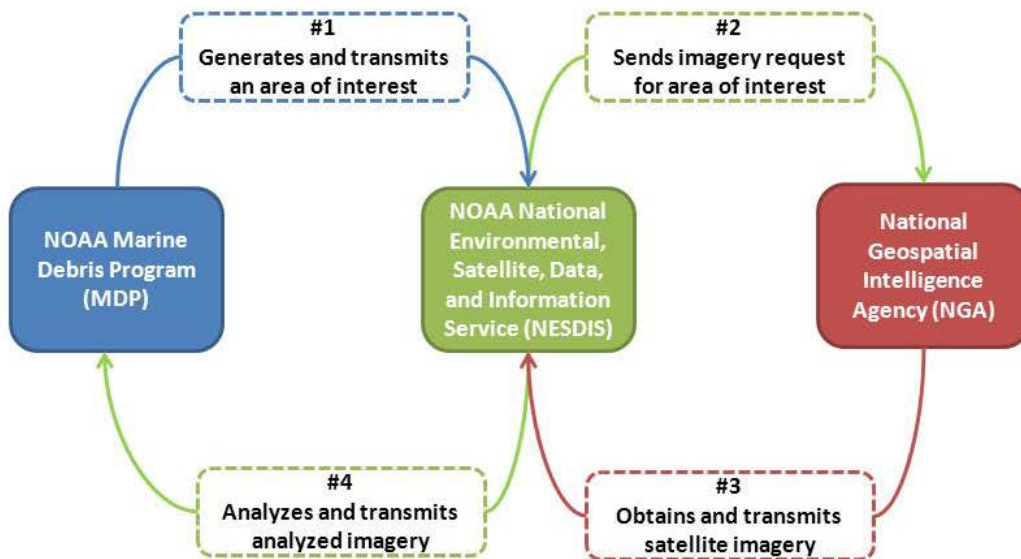 #1
Generates and transmits
an area of interest
#2
Sends imagery request
for area of interest
NOAA Marine
Debris Program
(MDP)
NOAA National
Environmental,
Satellite, Data,
and Information
Service (NESDIS)
National
Geospatial
Intelligence
Agency (NGA)
#4
Analyzes and transmits
analyzed imagery
#3
Obtains and transmits
satellite imagery